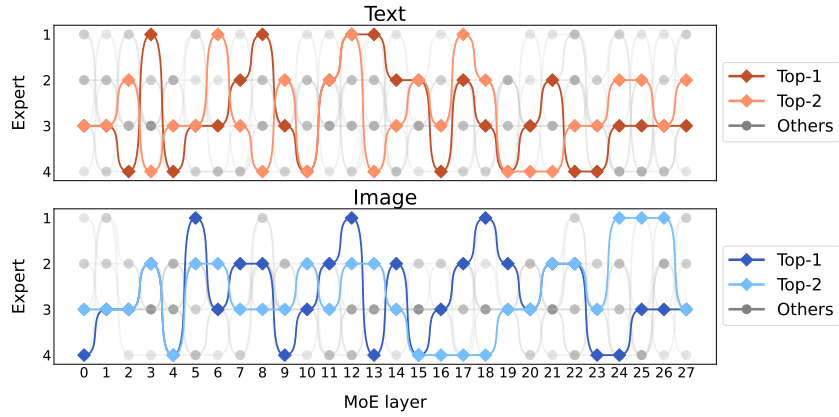 Text
Expert
1
2
3
4
Top-1
Top-2
Others
Image
Expert
1
2
3
4
Top-1
Top-2
Others
0 1 2 3 4 5 6 7 8 9 10 11 12 13 14 15 16 17 18 19 20 21 22 23 24 25 26 27
MoE layer